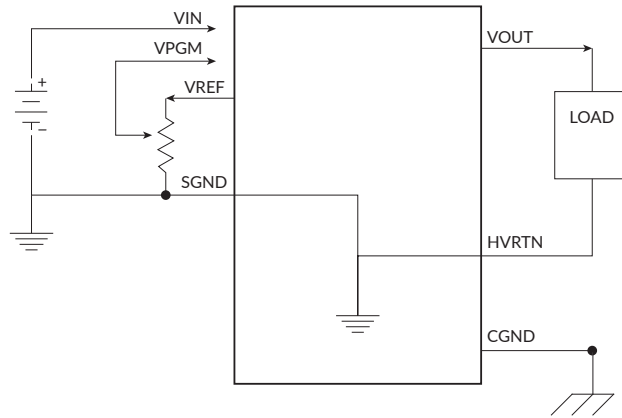 VIN
VPGM
VREF
SGND
VOUT
LOAD
HVRTN
CGND
+
–